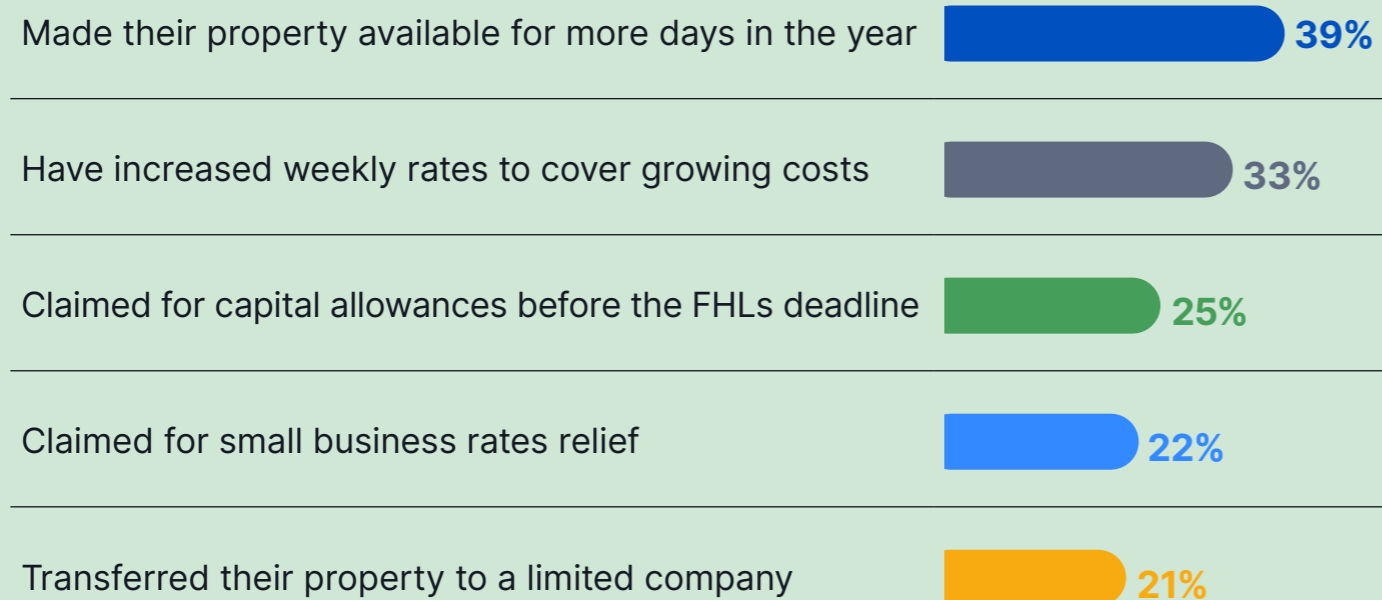 Made their property available for more days in the year 39%
Have increased weekly rates to cover growing costs 33%
Claimed for capital allowances before the FHLs deadline 25%
Claimed for small business rates relief 22%
Transferred their property to a limited company 21%